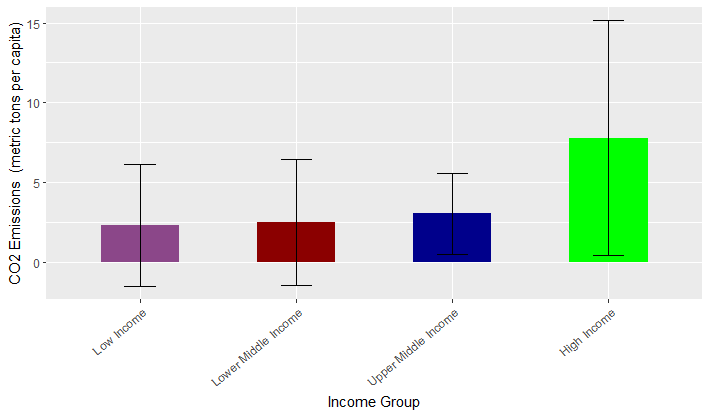 CO2 Emissions  (metric tons per capita)
15
10
5
0
Low Income
Lower Middle Income
Upper Middle Income
High Income
Income Group